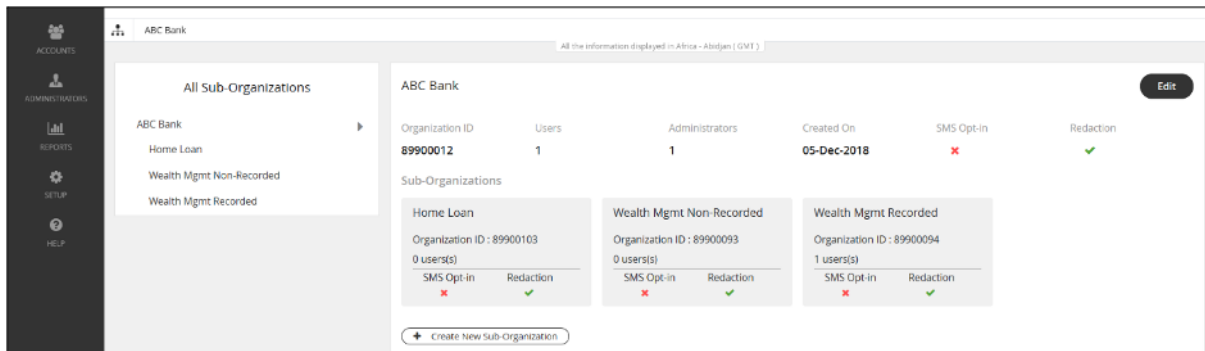 ACCOUNTS
ADMINISTRATORS
REPORTS
SETUP
HELP
ABC Bank
All the information displayed in Africa - Abidjan ( GMT )
All Sub-Organizations
ABC Bank
Home Loan
Wealth Mgmt Non-Recorded
Wealth Mgmt Recorded
ABC Bank
Edit
Organization ID Users Administrators Created On SMS Opt-in Redaction
89900012 1 1 05-Dec-2018
Sub-Organizations
Home Loan
Organization ID : 89900103
0 users(s)
SMS Opt-in Redaction
Wealth Mgmt Non-Recorded
Organization ID : 89900093
0 users(s)
SMS Opt-in Redaction
Wealth Mgmt Recorded
Organization ID : 89900094
1 users(s)
SMS Opt-in Redaction
+ Create New Sub-Organization